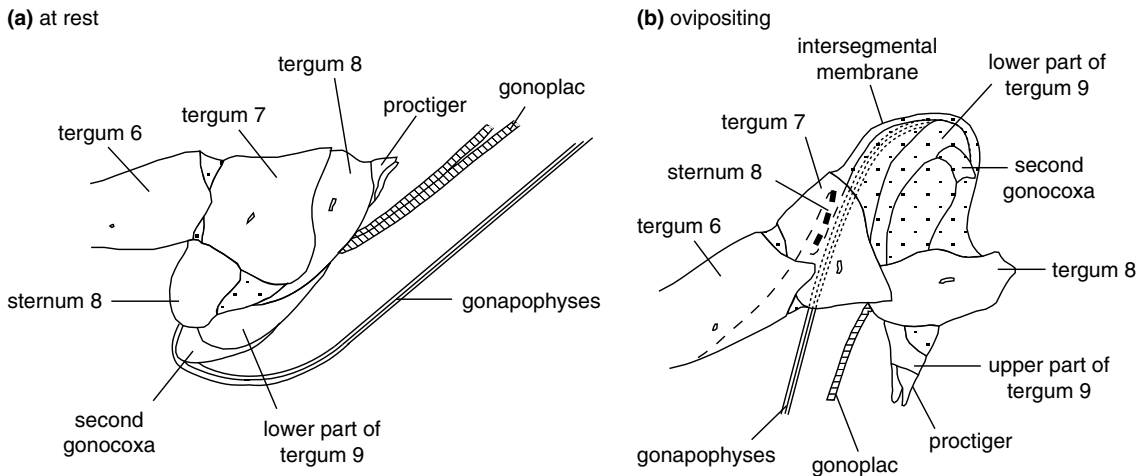 (a) at rest
tergum 8
gonoplac
tergum 7
proctiger
tergum 6
sternum 8
gonapophyses
second
gonocoxa
lower part of
tergum 9
(b) ovipositing
intersegmental
membrane
lower part of
tergum 9
tergum 7
sternum 8
second
gonocoxa
tergum 6
tergum 8
upper part of
tergum 9
proctiger
gonapophyses
gonoplac